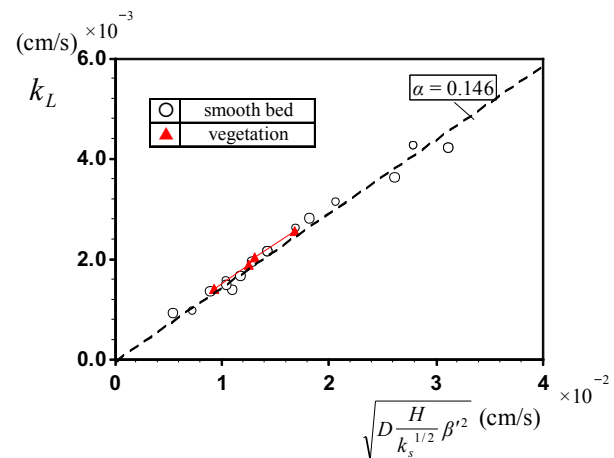 (cm/s) × 10⁻³
6.0
k_L
α = 0.146
smooth bed
vegetation
4.0
2.0
0.0
0 1 2 3 4
× 10⁻²
√(D H/k_s^{1/2} β′²) (cm/s)